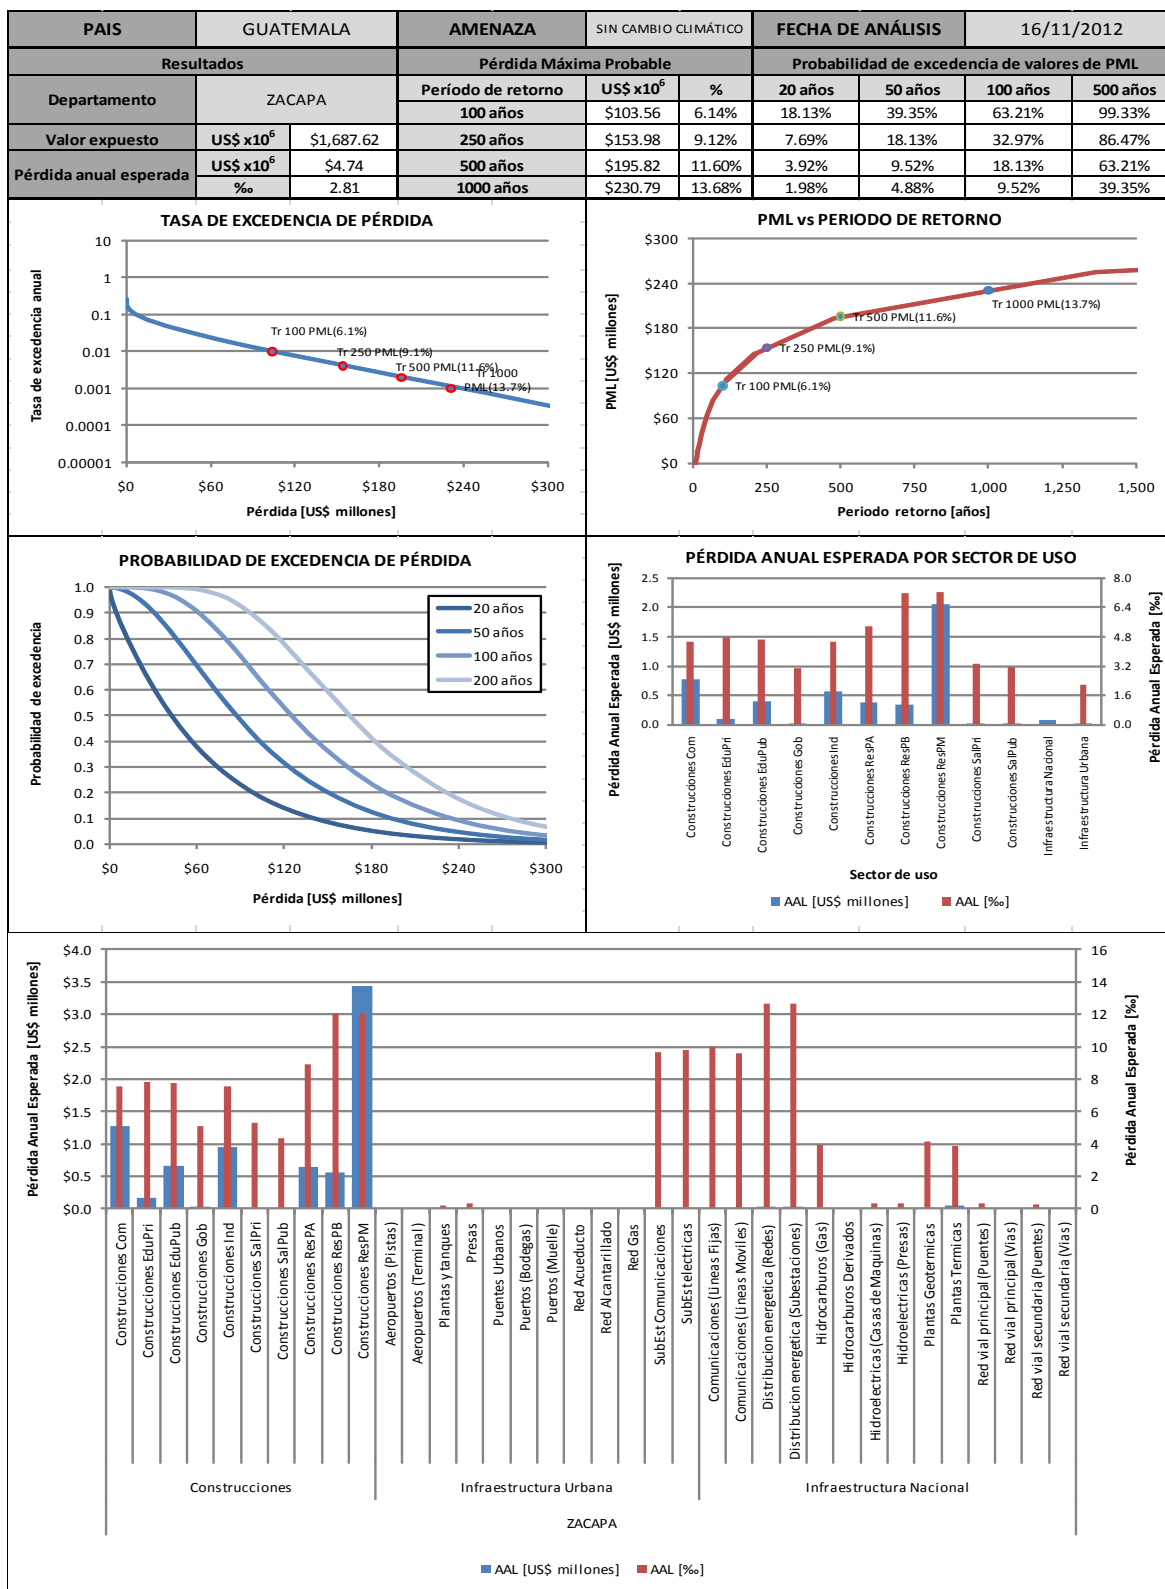 PAIS GUATEMALA AMENAZA SIN CAMBIO CLIMÁTICO FECHA DE ANÁLISIS 16/11/2012
Resultados Pérdida Máxima Probable Probabilidad de excedencia de valores de PML
Departamento ZACAPA Período de retorno US$ x10⁶ % 20 años 50 años 100 años 500 años
100 años $103.56 6.14% 18.13% 39.35% 63.21% 99.33%
Valor expuesto US$ x10⁶ $1,687.62 250 años $153.98 9.12% 7.69% 18.13% 32.97% 86.47%
Pérdida anual esperada US$ x10⁶ $4.74 500 años $195.82 11.60% 3.92% 9.52% 18.13% 63.21%
‰ 2.81 1000 años $230.79 13.68% 1.98% 4.88% 9.52% 39.35%
TASA DE EXCEDENCIA DE PÉRDIDA
Tasa de excedencia anual
10
1
0.1
0.01
0.001
0.0001
0.00001
Tr 100 PML(6.1%)
Tr 250 PML(9.1%)
Tr 500 PML(11.6%)
Tr 1000
PML(13.7%)
$0 $60 $120 $180 $240 $300
Pérdida [US$ millones]
PML vs PERIODO DE RETORNO
PML [US$ millones]
$300
$240
$180
$120
$60
$0
Tr 1000 PML(13.7%)
Tr 500 PML(11.6%)
Tr 250 PML(9.1%)
Tr 100 PML(6.1%)
0 250 500 750 1,000 1,250 1,500
Periodo retorno [años]
PROBABILIDAD DE EXCEDENCIA DE PÉRDIDA
Probabilidad de excedencia
1.0
0.9
0.8
0.7
0.6
0.5
0.4
0.3
0.2
0.1
0.0
20 años
50 años
100 años
200 años
$0 $60 $120 $180 $240 $300
Pérdida [US$ millones]
PÉRDIDA ANUAL ESPERADA POR SECTOR DE USO
Pérdida Anual Esperada [US$ millones]
2.5
2.0
1.5
1.0
0.5
0.0
8.0
6.4
4.8
3.2
1.6
0.0
Pérdida Anual Esperada [‰]
Construcciones Com
Construcciones EduPri
Construcciones EduPub
Construcciones Gob
Construcciones Ind
Construcciones ResPA
Construcciones ResPB
Construcciones ResPM
Construcciones SalPri
Construcciones SalPub
Infraestructura Nacional
Infraestructura Urbana
Sector de uso
AAL [US$ millones] AAL [‰]
Pérdida Anual Esperada [US$ millones]
$4.0
$3.5
$3.0
$2.5
$2.0
$1.5
$1.0
$0.5
$0.0
16
14
12
10
8
6
4
2
0
Pérdida Anual Esperada [‰]
Construcciones Com
Construcciones EduPri
Construcciones EduPub
Construcciones Gob
Construcciones Ind
Construcciones SalPri
Construcciones SalPub
Construcciones ResPA
Construcciones ResPB
Construcciones ResPM
Aeropuertos (Pistas)
Aeropuertos (Terminal)
Plantas y tanques
Presas
Puentes Urbanos
Puertos (Bodegas)
Puertos (Muelle)
Red Acueducto
Red Alcantarillado
Red Gas
SubEst Comunicaciones
SubEst electricas
Comunicaciones (Lineas Fijas)
Comunicaciones (Lineas Moviles)
Distribucion energetica (Redes)
Distribucion energetica (Subestaciones)
Hidrocarburos (Gas)
Hidrocarburos Derivados
Hidroelectricas (Casas de Maquinas)
Hidroelectricas (Presas)
Plantas Geotermicas
Plantas Termicas
Red vial principal (Puentes)
Red vial principal (Vias)
Red vial secundaria (Puentes)
Red vial secundaria (Vias)
Construcciones Infraestructura Urbana Infraestructura Nacional
ZACAPA
AAL [US$ millones] AAL [‰]